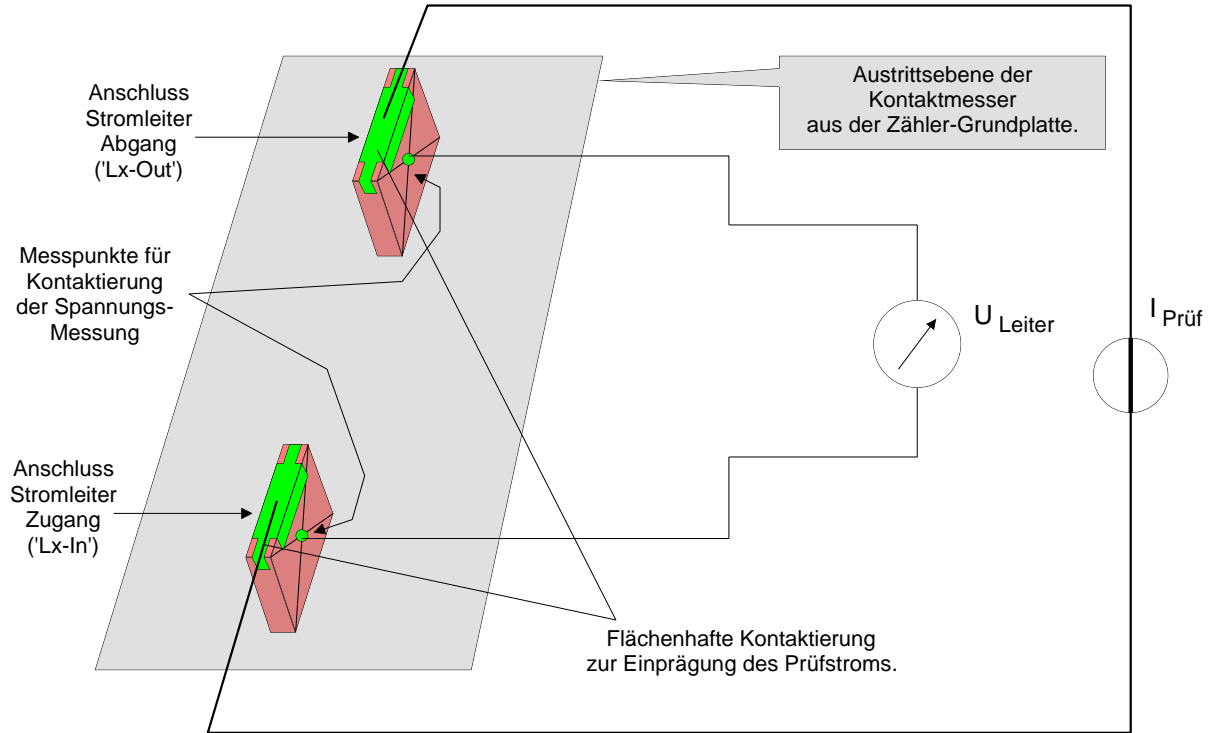 Austrittsebene der
Kontaktmesser
aus der Zähler-Grundplatte.
Anschluss
Stromleiter
Abgang
('Lx-Out')
Messpunkte für
Kontaktierung
der Spannungs-
Messung
U Leiter
I Prüf
Anschluss
Stromleiter
Zugang
('Lx-In')
Flächenhafte Kontaktierung
zur Einprägung des Prüfstroms.